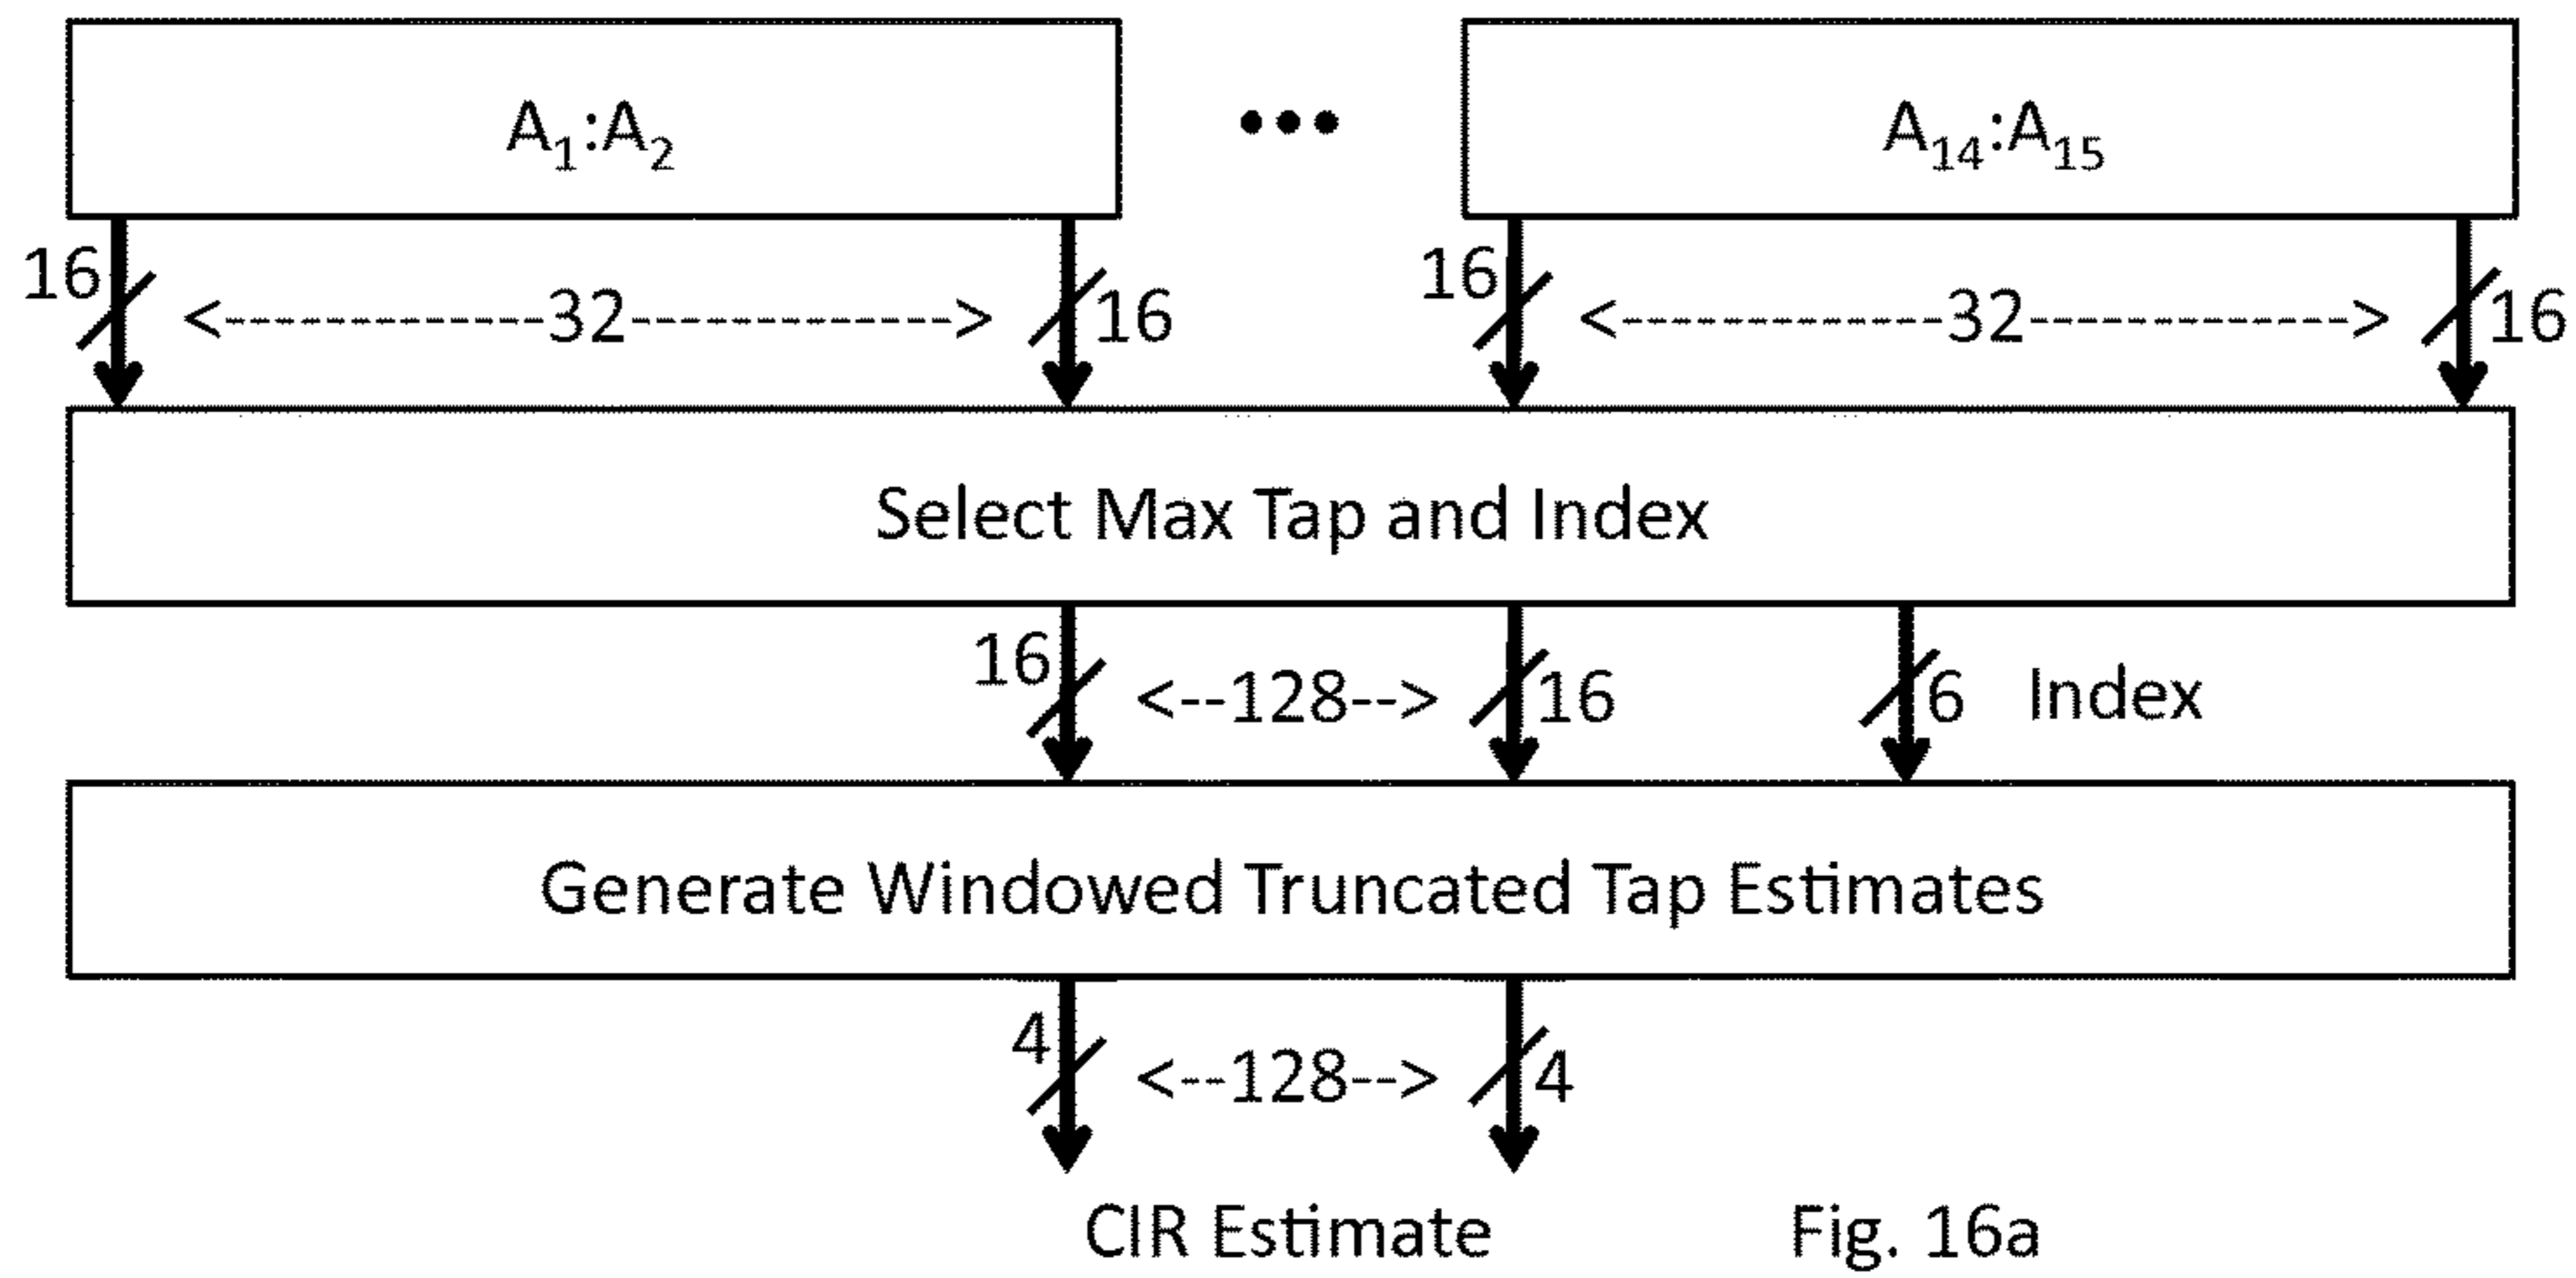 A₁:A₂ ••• A₁₄:A₁₅
16 <----------------32----------------> 16 16 <----------------32----------------> 16
Select Max Tap and Index
16 <--128--> 16 6 Index
Generate Windowed Truncated Tap Estimates
4 <--128--> 4
CIR Estimate Fig. 16a